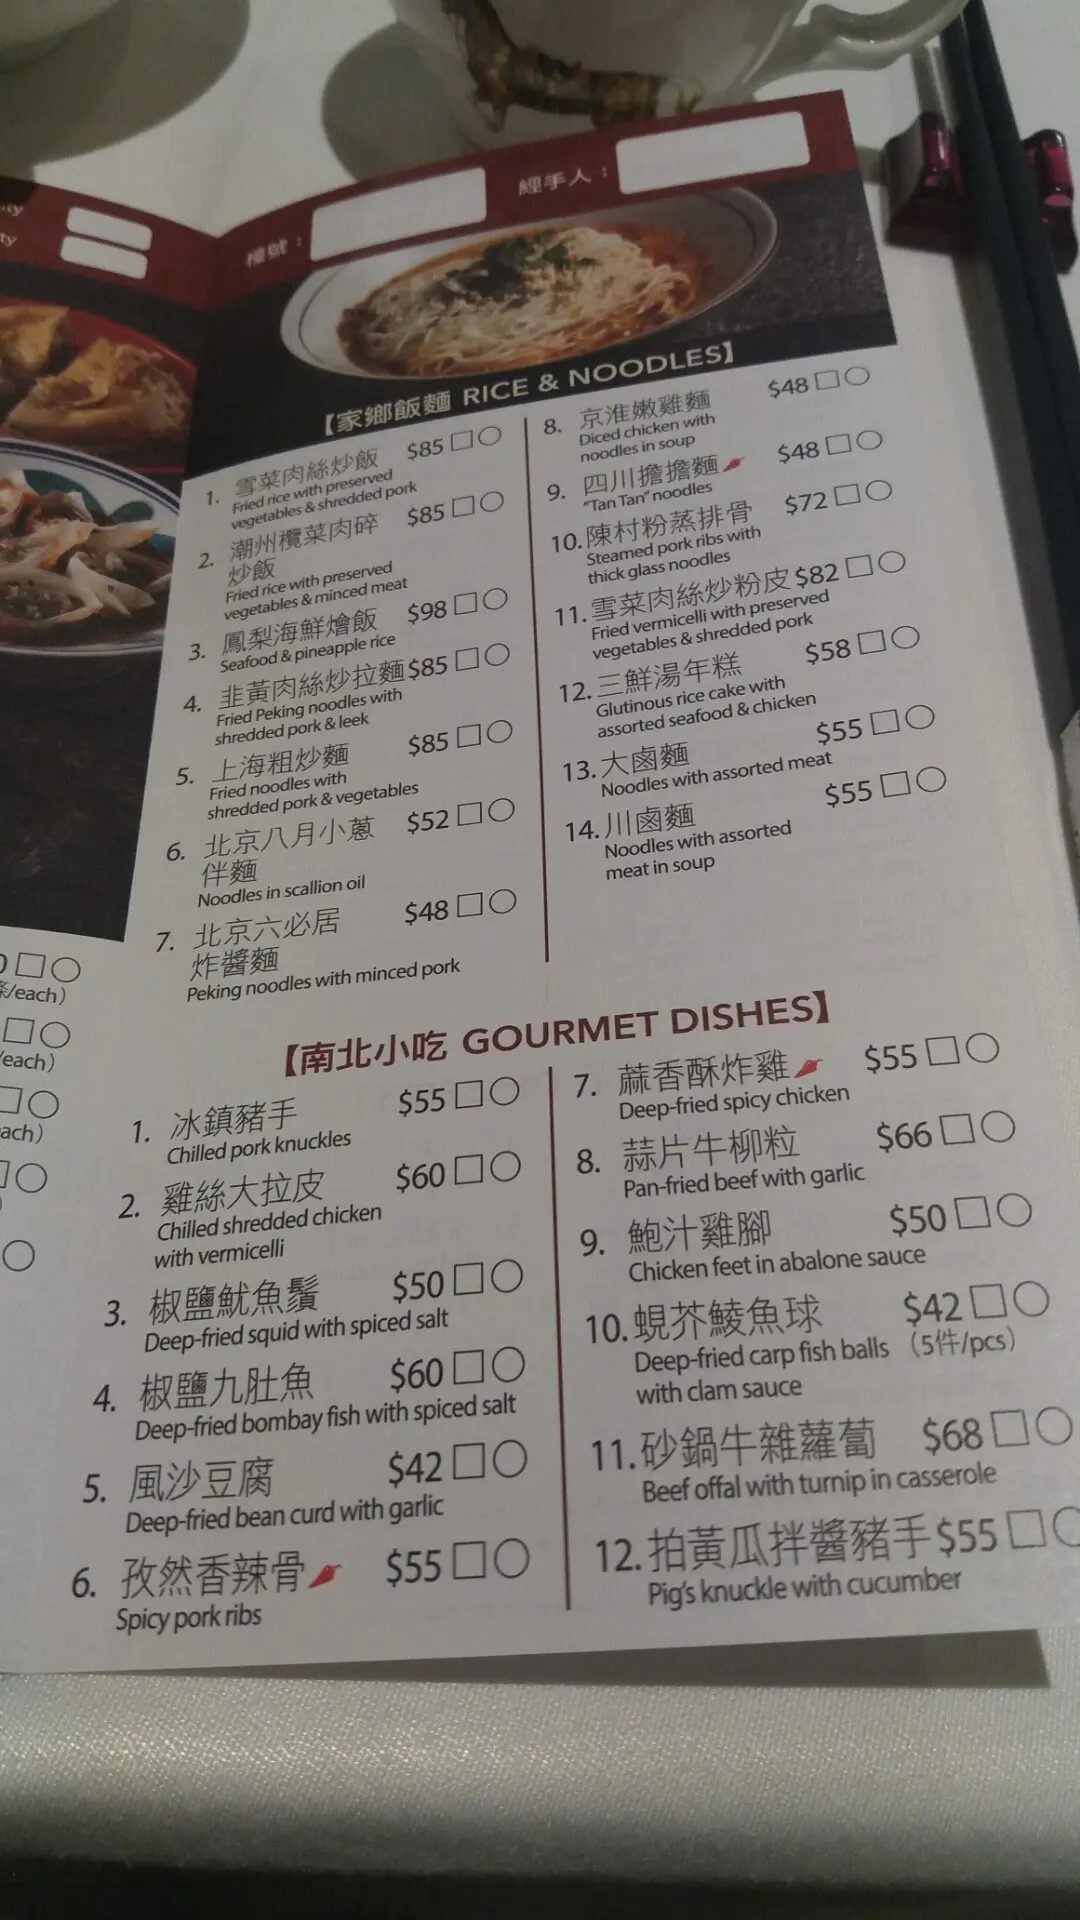 檯號：
經手人：
【家鄉飯麵 RICE & NOODLES】
1. 雪菜肉絲炒飯 $85
Fried rice with preserved
vegetables & shredded pork
2. 潮州欖菜肉碎 $85
炒飯
Fried rice with preserved
vegetables & minced meat
3. 鳳梨海鮮燴飯 $98
Seafood & pineapple rice
4. 韭黃肉絲炒拉麵 $85
Fried Peking noodles with
shredded pork & leek
5. 上海粗炒麵 $85
Fried noodles with
shredded pork & vegetables
6. 北京八月小蔥 $52
伴麵
Noodles in scallion oil
7. 北京六必居 $48
炸醬麵
Peking noodles with minced pork
8. 京淮嫩雞麵 $48
Diced chicken with
noodles in soup
9. 四川擔擔麵 $48
"Tan Tan" noodles
10. 陳村粉蒸排骨 $72
Steamed pork ribs with
thick glass noodles
11. 雪菜肉絲炒粉皮 $82
Fried vermicelli with preserved
vegetables & shredded pork
12. 三鮮湯年糕 $58
Glutinous rice cake with
assorted seafood & chicken
13. 大鹵麵 $55
Noodles with assorted meat
14. 川鹵麵 $55
Noodles with assorted
meat in soup
/each）
/each）
ach）
【南北小吃 GOURMET DISHES】
1. 冰鎮豬手 $55
Chilled pork knuckles
2. 雞絲大拉皮 $60
Chilled shredded chicken
with vermicelli
3. 椒鹽魷魚鬚 $50
Deep-fried squid with spiced salt
4. 椒鹽九肚魚 $60
Deep-fried bombay fish with spiced salt
5. 風沙豆腐 $42
Deep-fried bean curd with garlic
6. 孜然香辣骨 $55
Spicy pork ribs
7. 蔴香酥炸雞 $55
Deep-fried spicy chicken
8. 蒜片牛柳粒 $66
Pan-fried beef with garlic
9. 鮑汁雞腳 $50
Chicken feet in abalone sauce
10. 蜆芥鯪魚球 $42
Deep-fried carp fish balls （5件/pcs）
with clam sauce
11. 砂鍋牛雜蘿蔔 $68
Beef offal with turnip in casserole
12. 拍黃瓜拌醬豬手 $55
Pig's knuckle with cucumber